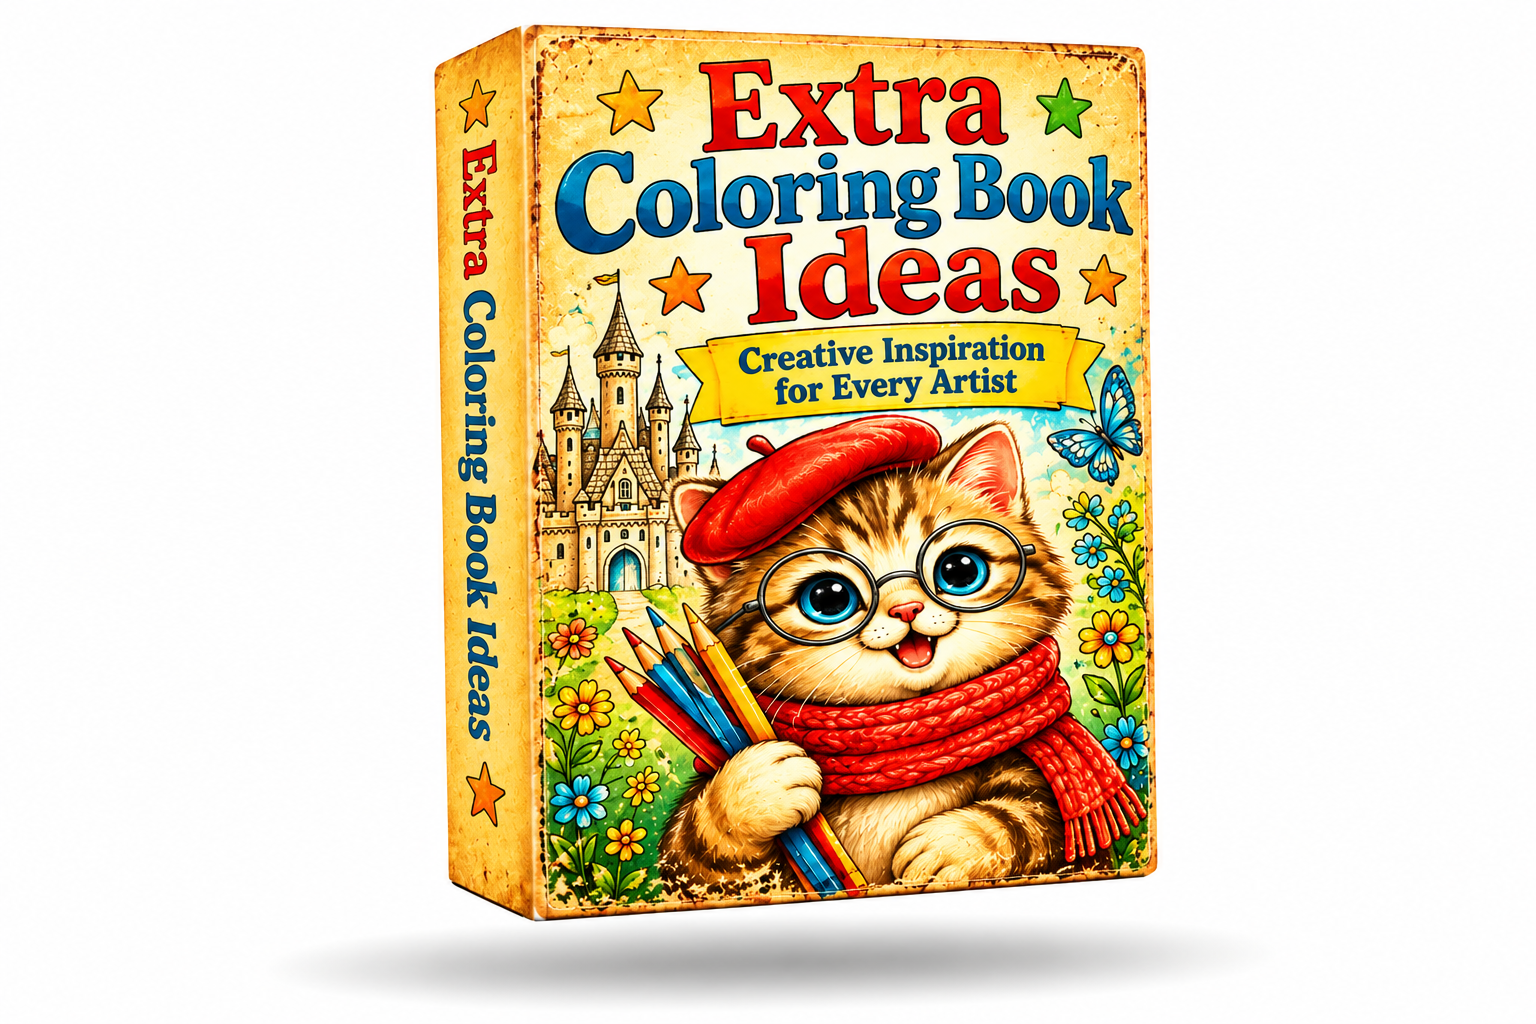 Extra Coloring Book Ideas
Extra
Coloring Book
Ideas
Creative Inspiration
for Every Artist